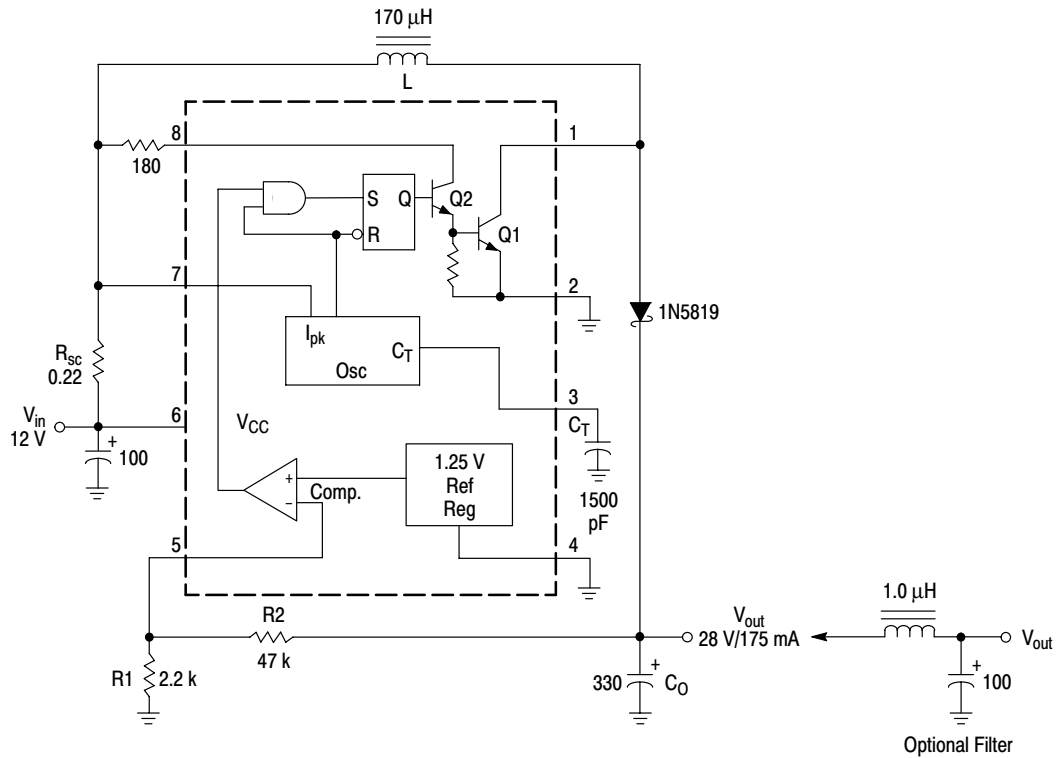 170 µH
L
8
1
180
S
Q
Q2
R
Q1
7
2
Ipk
CT
Osc
1N5819
Rsc
0.22
3
CT
Vin
12 V
6
VCC
100
+
1500
pF
1.25 V
Ref
Reg
+
Comp.
−
5
4
R2
47 k
1.0 µH
Vout
28 V/175 mA
Vout
R1
2.2 k
330
+
CO
+
100
Optional Filter